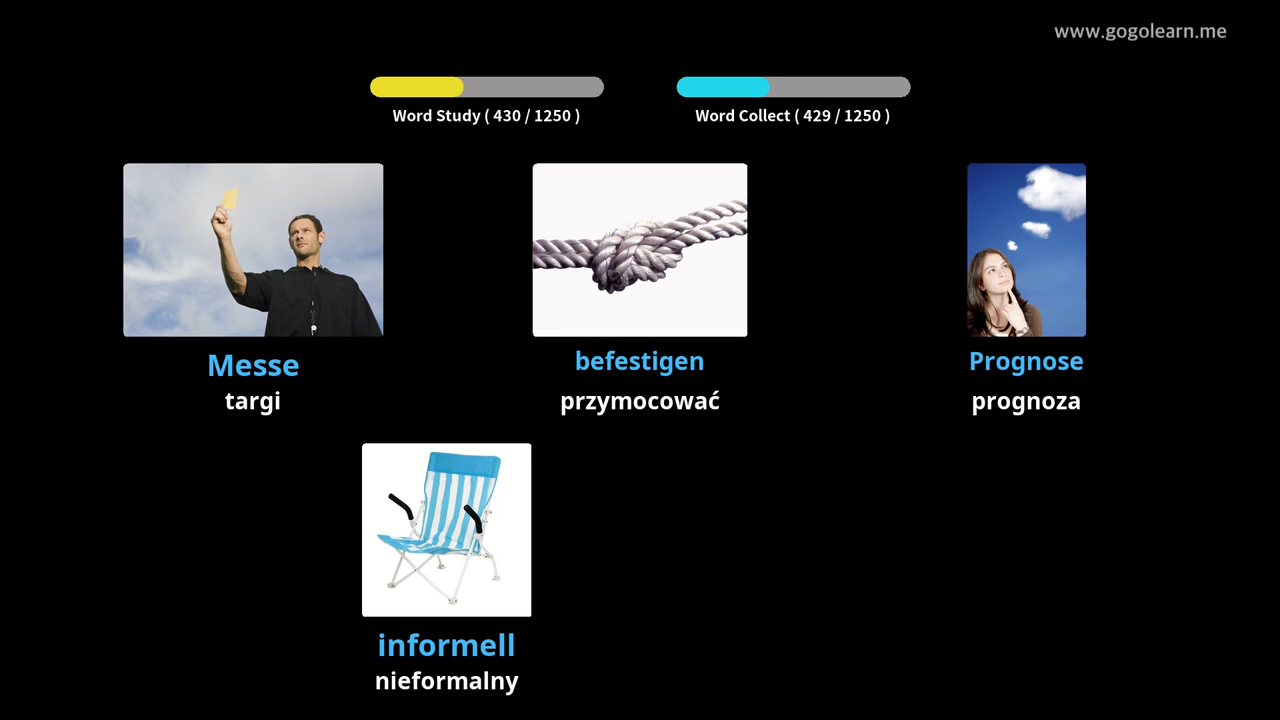 www.gogolearn.me
Word Study ( 430 / 1250 )
Word Collect ( 429 / 1250 )
Messe
targi
befestigen
przymocować
Prognose
prognoza
informell
nieformalny